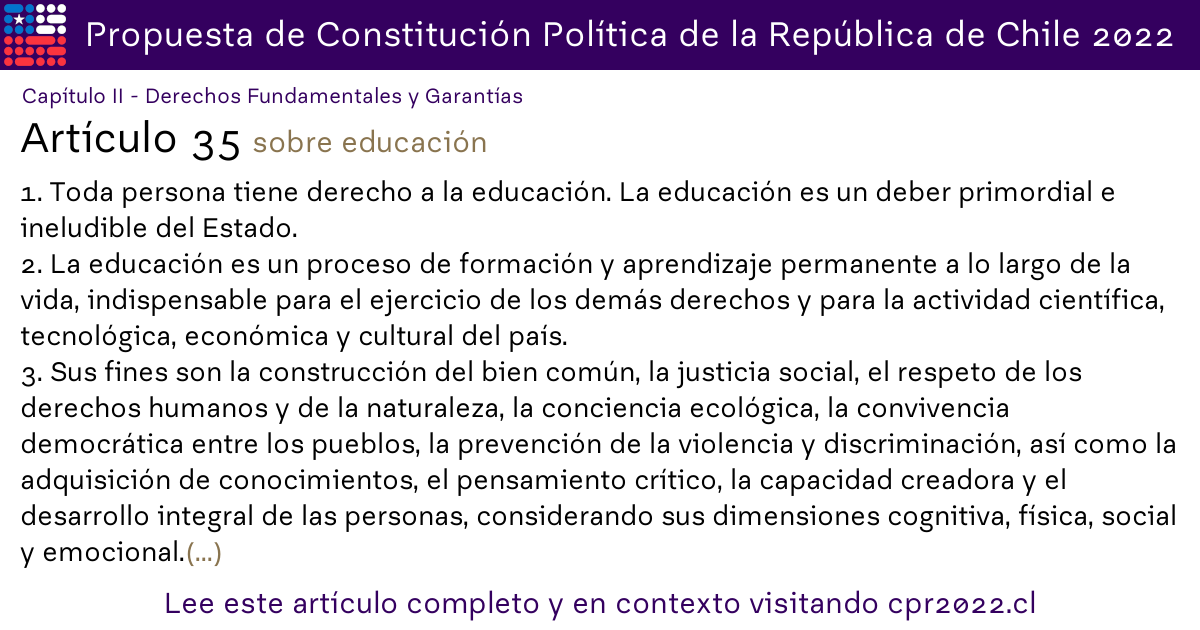 Propuesta de Constitución Política de la República de Chile 2022
Capítulo II - Derechos Fundamentales y Garantías
Artículo 35 sobre educación
1. Toda persona tiene derecho a la educación. La educación es un deber primordial e
ineludible del Estado.
2. La educación es un proceso de formación y aprendizaje permanente a lo largo de la
vida, indispensable para el ejercicio de los demás derechos y para la actividad científica,
tecnológica, económica y cultural del país.
3. Sus fines son la construcción del bien común, la justicia social, el respeto de los
derechos humanos y de la naturaleza, la conciencia ecológica, la convivencia
democrática entre los pueblos, la prevención de la violencia y discriminación, así como la
adquisición de conocimientos, el pensamiento crítico, la capacidad creadora y el
desarrollo integral de las personas, considerando sus dimensiones cognitiva, física, social
y emocional.(...)
Lee este artículo completo y en contexto visitando cpr2022.cl